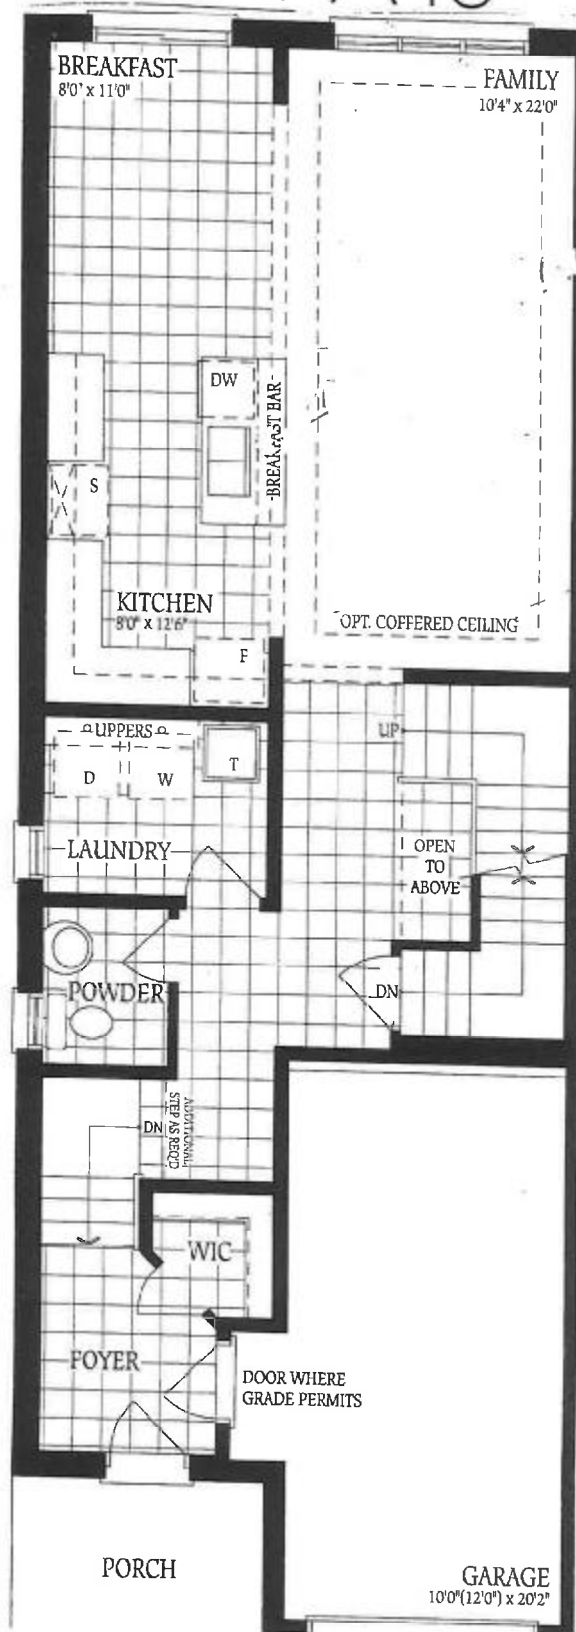 BREAKFAST
8'0" x 11'0"
FAMILY
10'4" x 22'0"
DW
BREAKFAST BAR
S
KITCHEN
8'0" x 12'6"
OPT. COFFERED CEILING
F
UPPERS
D
W
T
UP
LAUNDRY
OPEN
TO
ABOVE
POWDER
DN
DN
ADDITIONAL
STEP AS REQ'D
WIC
FOYER
DOOR WHERE
GRADE PERMITS
PORCH
GARAGE
10'0"(12'0") x 20'2"